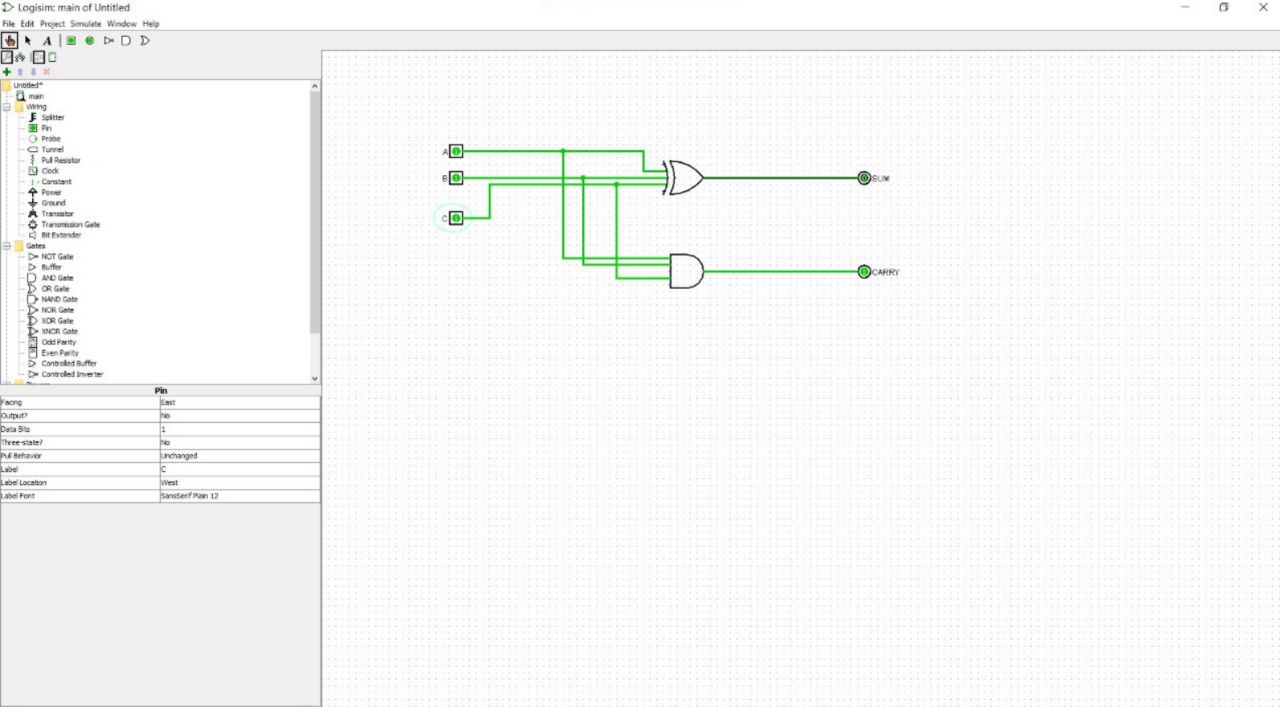 Logisim: main of Untitled
File Edit Project Simulate Window Help
A
Untitled*
main
Wiring
Splitter
Pin
Probe
Tunnel
Pull Resistor
Clock
Constant
Power
Ground
Transistor
Transmission Gate
Bit Extender
Gates
NOT Gate
Buffer
AND Gate
OR Gate
NAND Gate
NOR Gate
XOR Gate
XNOR Gate
Odd Parity
Even Parity
Controlled Buffer
Controlled Inverter
Pin
Facing East
Output? No
Data Bits 1
Three-state? No
Pull Behavior Unchanged
Label C
Label Location West
Label Font SansSerif Plain 12
A 1
B 1
C 1
SUM
1 CARRY